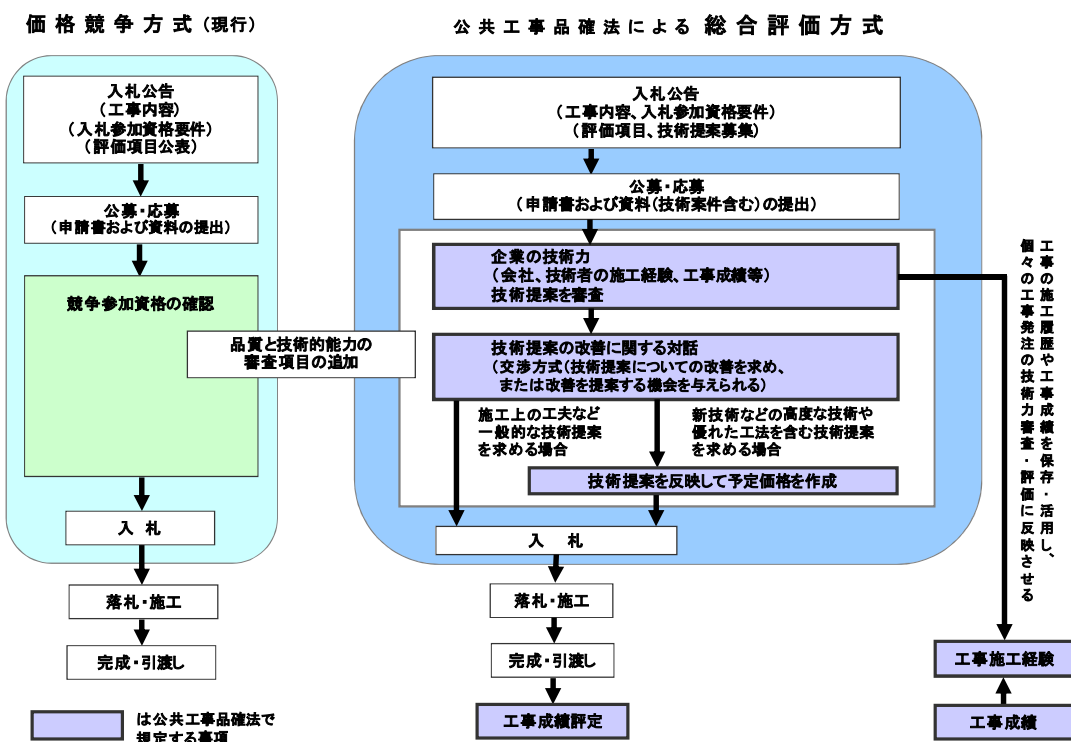 価格競争方式(現行)
入札公告
(工事内容)
(入札参加資格要件)
(評価項目公表)
公募・応募
(申請書および資料の提出)
競争参加資格の確認
入 札
落札・施工
完成・引渡し
品質と技術的能力の
審査項目の追加
公共工事品確法による 総合評価方式
入札公告
(工事内容、入札参加資格要件)
(評価項目、技術提案募集)
公募・応募
(申請書および資料(技術案件含む)の提出)
企業の技術力
(会社、技術者の施工経験、工事成績等)
技術提案を審査
技術提案の改善に関する対話
(交渉方式(技術提案についての改善を求め、
または改善を提案する機会を与えられる)
施工上の工夫など
一般的な技術提案
を求める場合
新技術などの高度な技術や
優れた工法を含む技術提案
を求める場合
技術提案を反映して予定価格を作成
入 札
落札・施工
完成・引渡し
工事成績評定
工事の施工履歴や工事成績を保存・活用し、
個々の工事発注の技術力審査・評価に反映させる
工事施工経験
工事成績
は公共工事品確法で
規定する事項